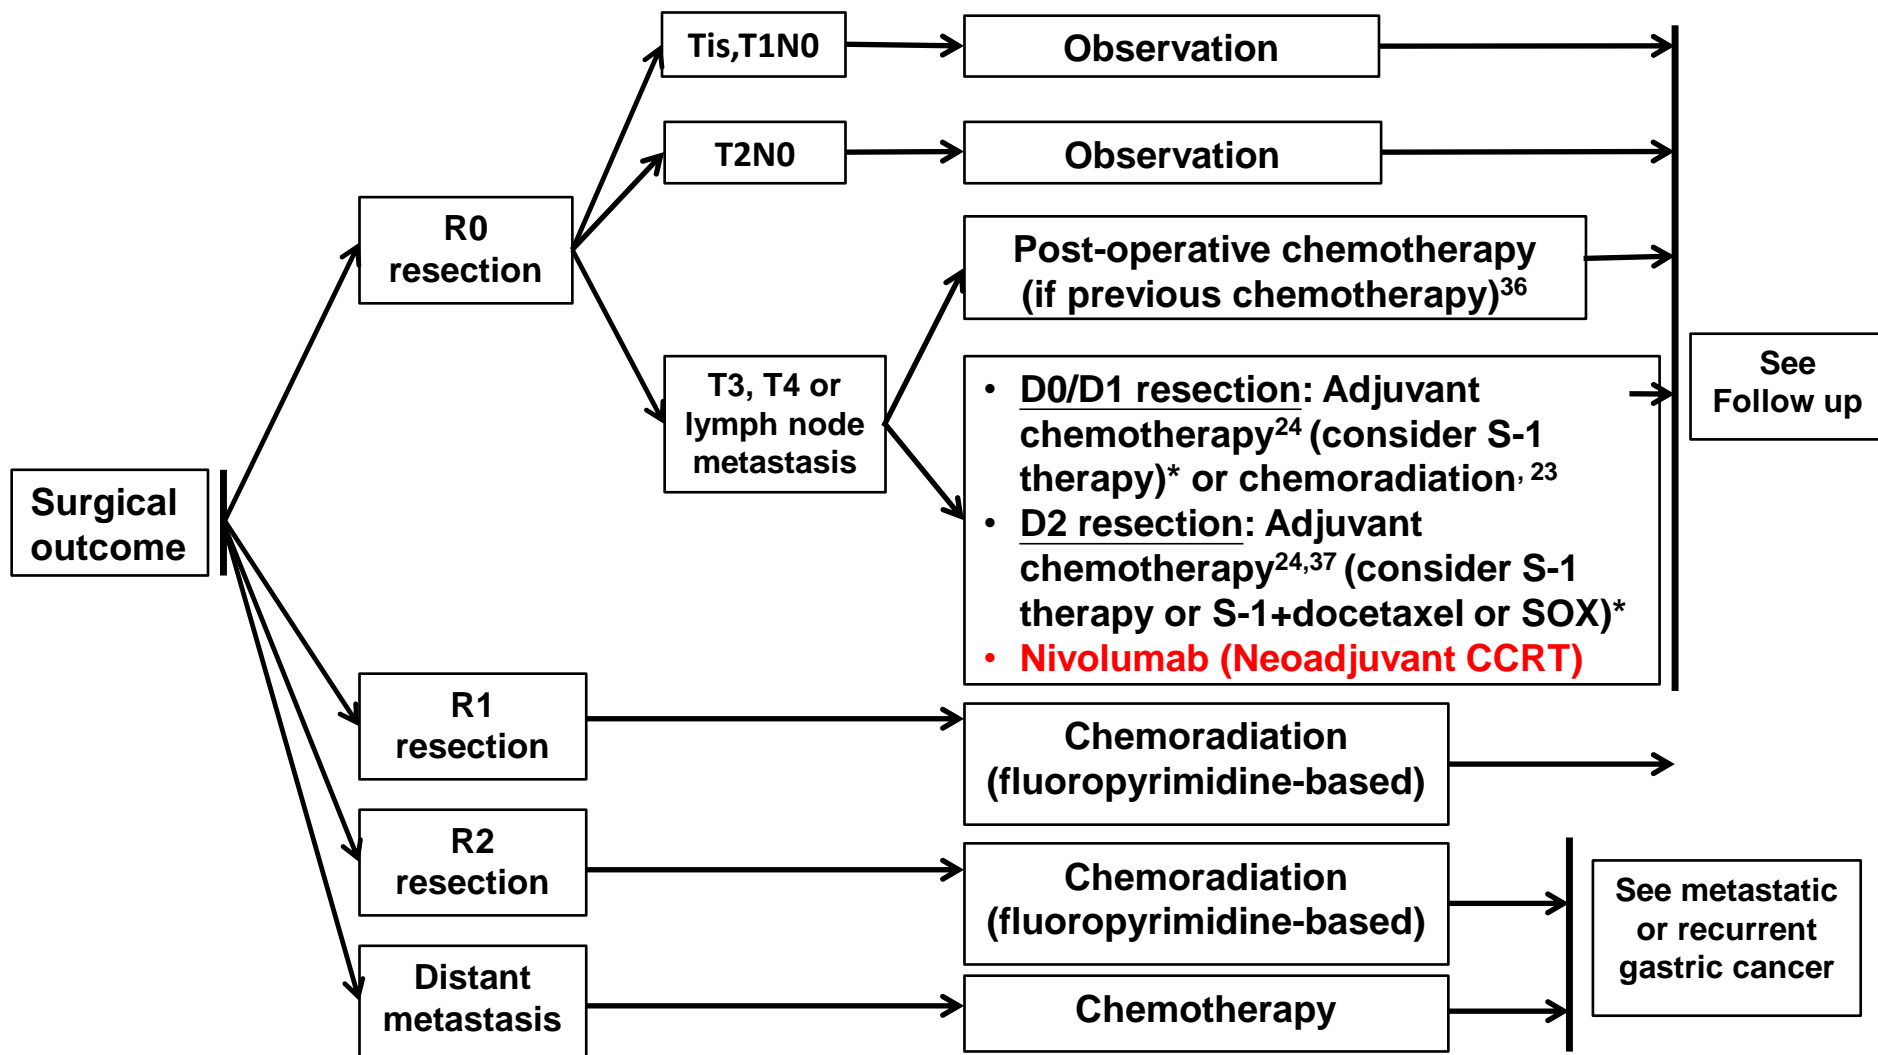 Surgical
outcome
R0
resection
Tis,T1N0
Observation
T2N0
Observation
T3, T4 or
lymph node
metastasis
Post-operative chemotherapy
(if previous chemotherapy)36
• D0/D1 resection: Adjuvant
chemotherapy24 (consider S-1
therapy)* or chemoradiation, 23
• D2 resection: Adjuvant
chemotherapy24,37 (consider S-1
therapy or S-1+docetaxel or SOX)*
• Nivolumab (Neoadjuvant CCRT)
See
Follow up
R1
resection
Chemoradiation
(fluoropyrimidine-based)
R2
resection
Chemoradiation
(fluoropyrimidine-based)
Distant
metastasis
Chemotherapy
See metastatic
or recurrent
gastric cancer